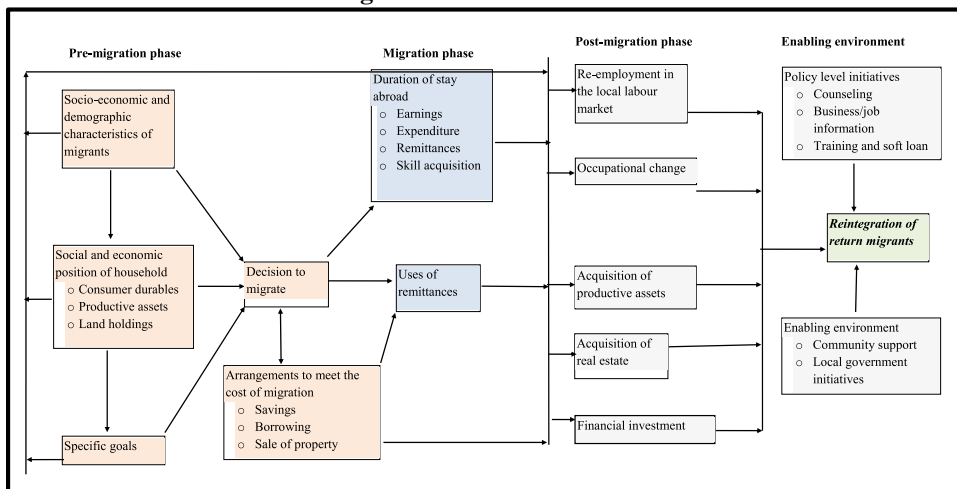 Pre-migration phase
Migration phase
Post-migration phase
Enabling environment
Socio-economic and
demographic
characteristics of
migrants
Social and economic
position of household
o Consumer durables
o Productive assets
o Land holdings
Specific goals
Decision to
migrate
Arrangements to meet the
cost of migration
o Savings
o Borrowing
o Sale of property
Duration of stay
abroad
o Earnings
o Expenditure
o Remittances
o Skill acquisition
Uses of
remittances
Re-employment in
the local labour
market
Occupational change
Acquisition of
productive assets
Acquisition of
real estate
Financial investment
Policy level initiatives
o Counseling
o Business/job
information
o Training and soft loan
Reintegration of
return migrants
Enabling environment
o Community support
o Local government
initiatives